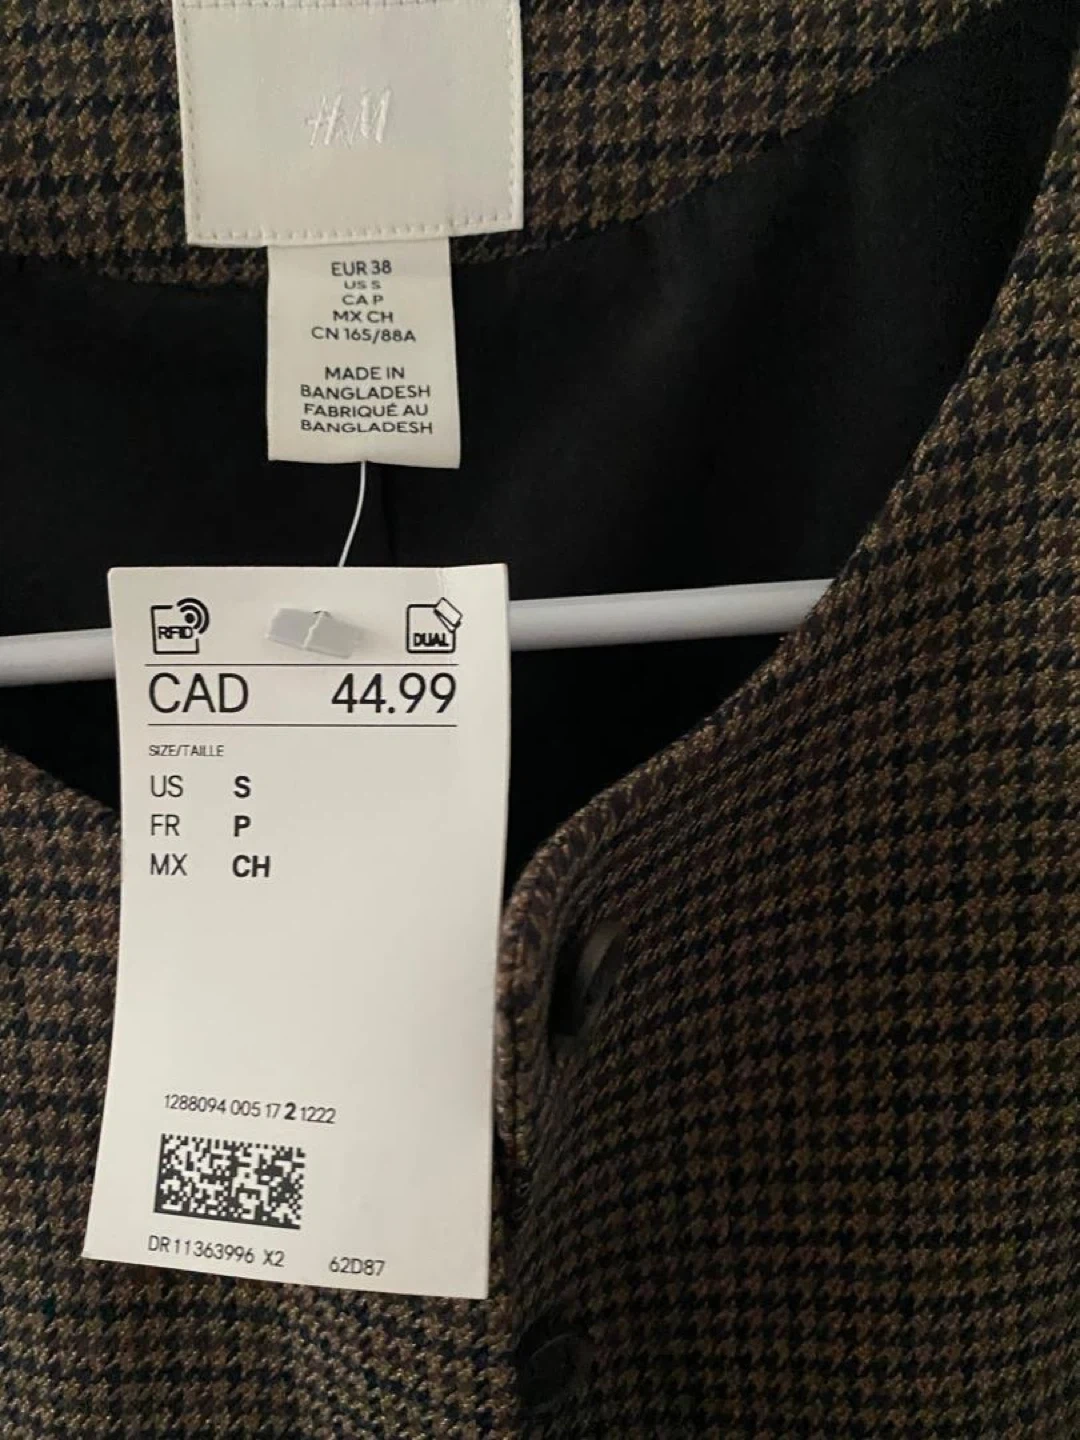 H&M
EUR 38
US S
CA P
MX CH
CN 165/88A
MADE IN
BANGLADESH
FABRIQUÉ AU
BANGLADESH
RFID
DUAL
CAD 44.99
SIZE/TAILLE
US S
FR P
MX CH
1288094 005 17 2 1222
DR11363996 X2 62D87